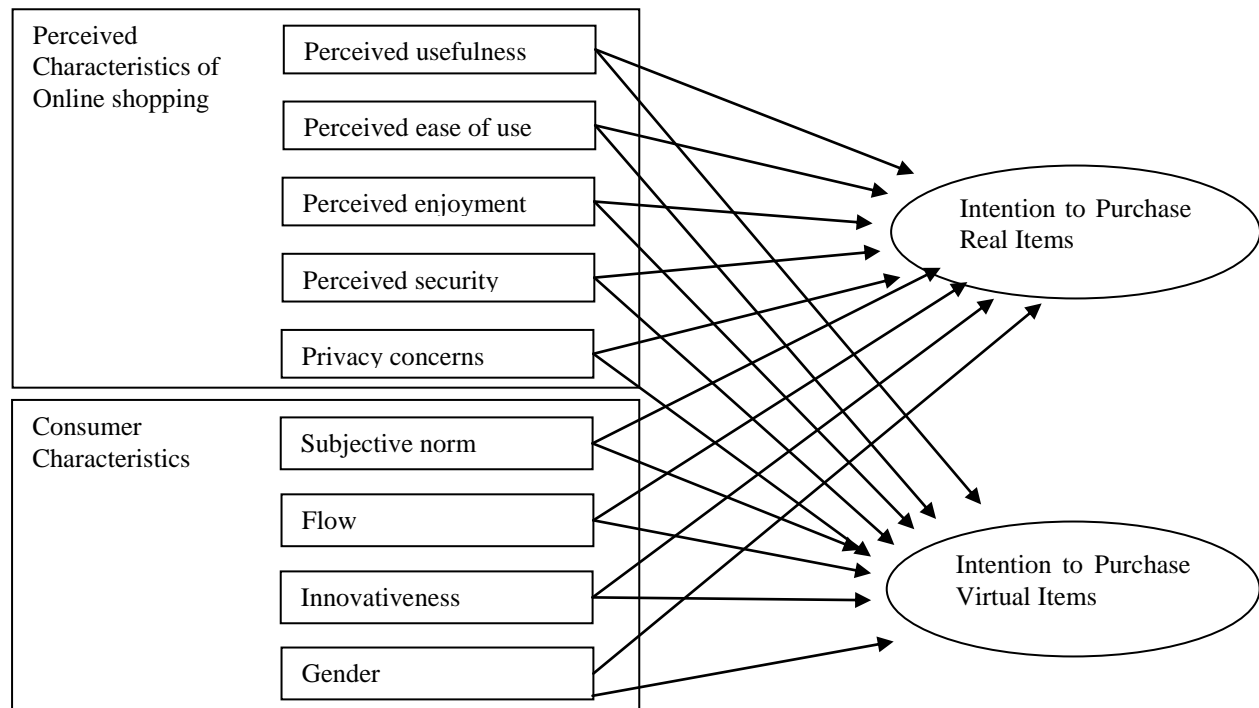 Perceived
Characteristics of
Online shopping
Perceived usefulness
Perceived ease of use
Perceived enjoyment
Perceived security
Privacy concerns
Consumer
Characteristics
Subjective norm
Flow
Innovativeness
Gender
Intention to Purchase
Real Items
Intention to Purchase
Virtual Items